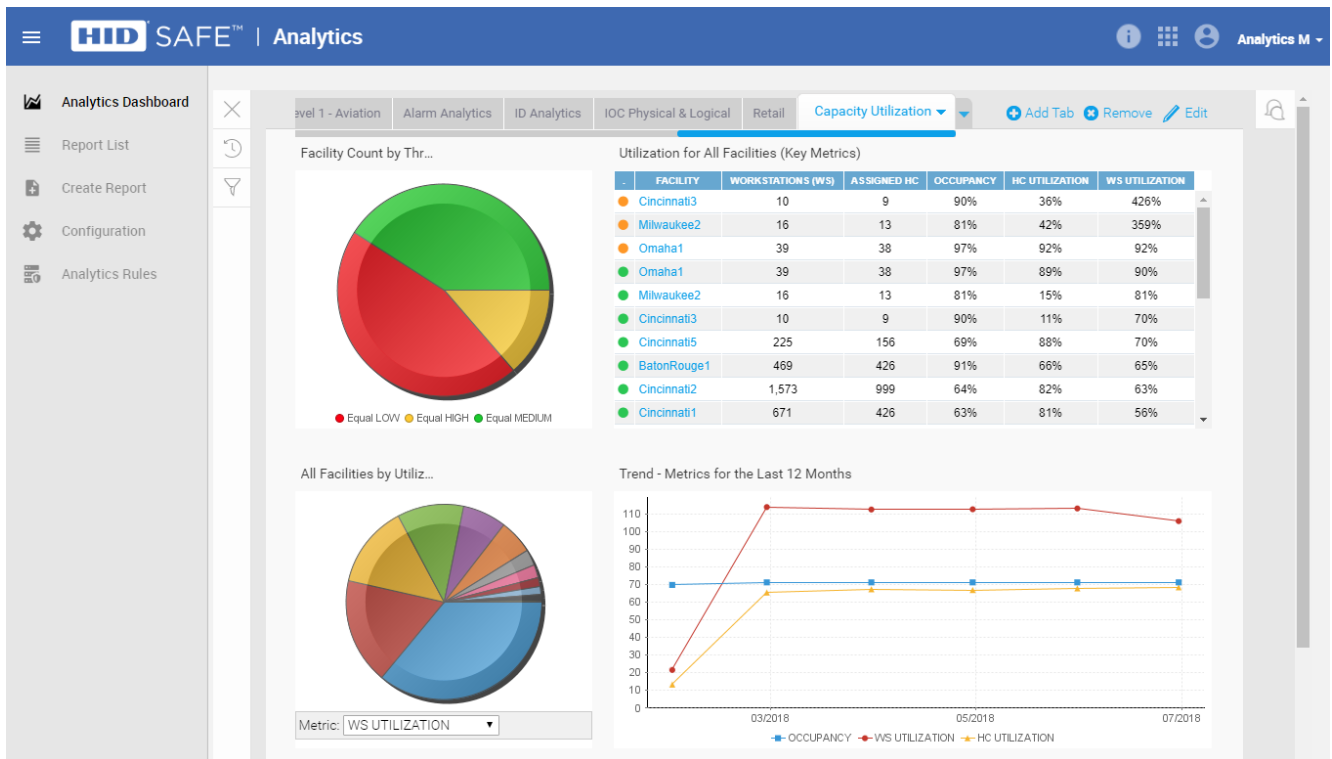 HID SAFE™ | Analytics
i
Analytics M
Analytics Dashboard
Report List
Create Report
Configuration
Analytics Rules
evel 1 - Aviation
Alarm Analytics
ID Analytics
IOC Physical & Logical
Retail
Capacity Utilization
Add Tab
Remove
Edit
Facility Count by Thr...
Equal LOW Equal HIGH Equal MEDIUM
Utilization for All Facilities (Key Metrics)
. FACILITY WORKSTATIONS (WS) ASSIGNED HC OCCUPANCY HC UTILIZATION WS UTILIZATION
Cincinnati3 10 9 90% 36% 426%
Milwaukee2 16 13 81% 42% 359%
Omaha1 39 38 97% 92% 92%
Omaha1 39 38 97% 89% 90%
Milwaukee2 16 13 81% 15% 81%
Cincinnati3 10 9 90% 11% 70%
Cincinnati5 225 156 69% 88% 70%
BatonRouge1 469 426 91% 66% 65%
Cincinnati2 1,573 999 64% 82% 63%
Cincinnati1 671 426 63% 81% 56%
All Facilities by Utiliz...
Metric: WS UTILIZATION
Trend - Metrics for the Last 12 Months
110
100
90
80
70
60
50
40
30
20
10
0
03/2018 05/2018 07/2018
OCCUPANCY WS UTILIZATION HC UTILIZATION